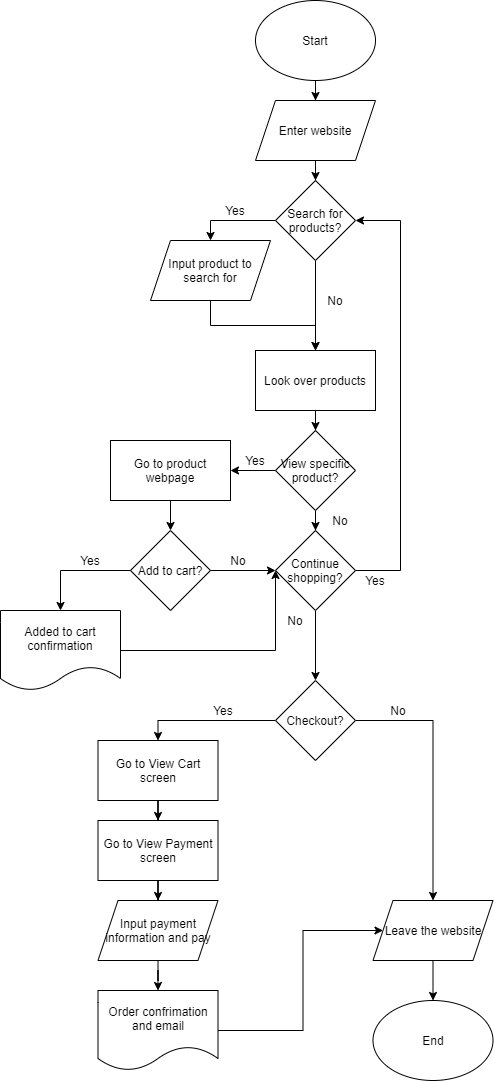 Start
Enter website
Search for
products?
Yes
Input product to
search for
No
Look over products
View specific
product?
Yes
Go to product
webpage
No
Add to cart?
Yes
No
Continue
shopping?
Yes
Added to cart
confirmation
No
Checkout?
Yes
No
Go to View Cart
screen
Go to View Payment
screen
Input payment
information and pay
Leave the website
Order confrimation
and email
End